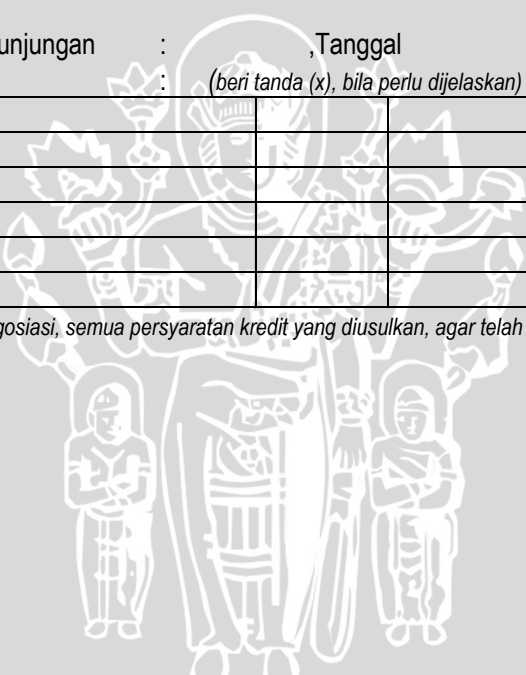 unjungan : ,Tanggal
: (beri tanda (x), bila perlu dijelaskan)
gosiasi, semua persyaratan kredit yang diusulkan, agar telah